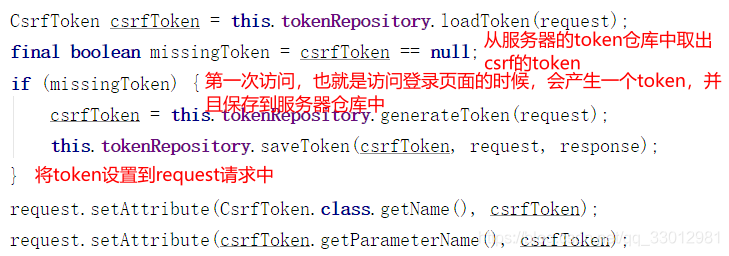 CsrfToken csrfToken = this.tokenRepository.loadToken(request);
final boolean missingToken = csrfToken == null;
从服务器的token仓库中取出
csrf的token
if (missingToken) {
第一次访问，也就是访问登录页面的时候，会产生一个token，并
且保存到服务器仓库中
csrfToken = this.tokenRepository.generateToken(request);
this.tokenRepository.saveToken(csrfToken, request, response);
}
将token设置到request请求中
request.setAttribute(CsrfToken.class.getName(), csrfToken);
request.setAttribute(csrfToken.getParameterName(), csrfToken);
qq_33012981